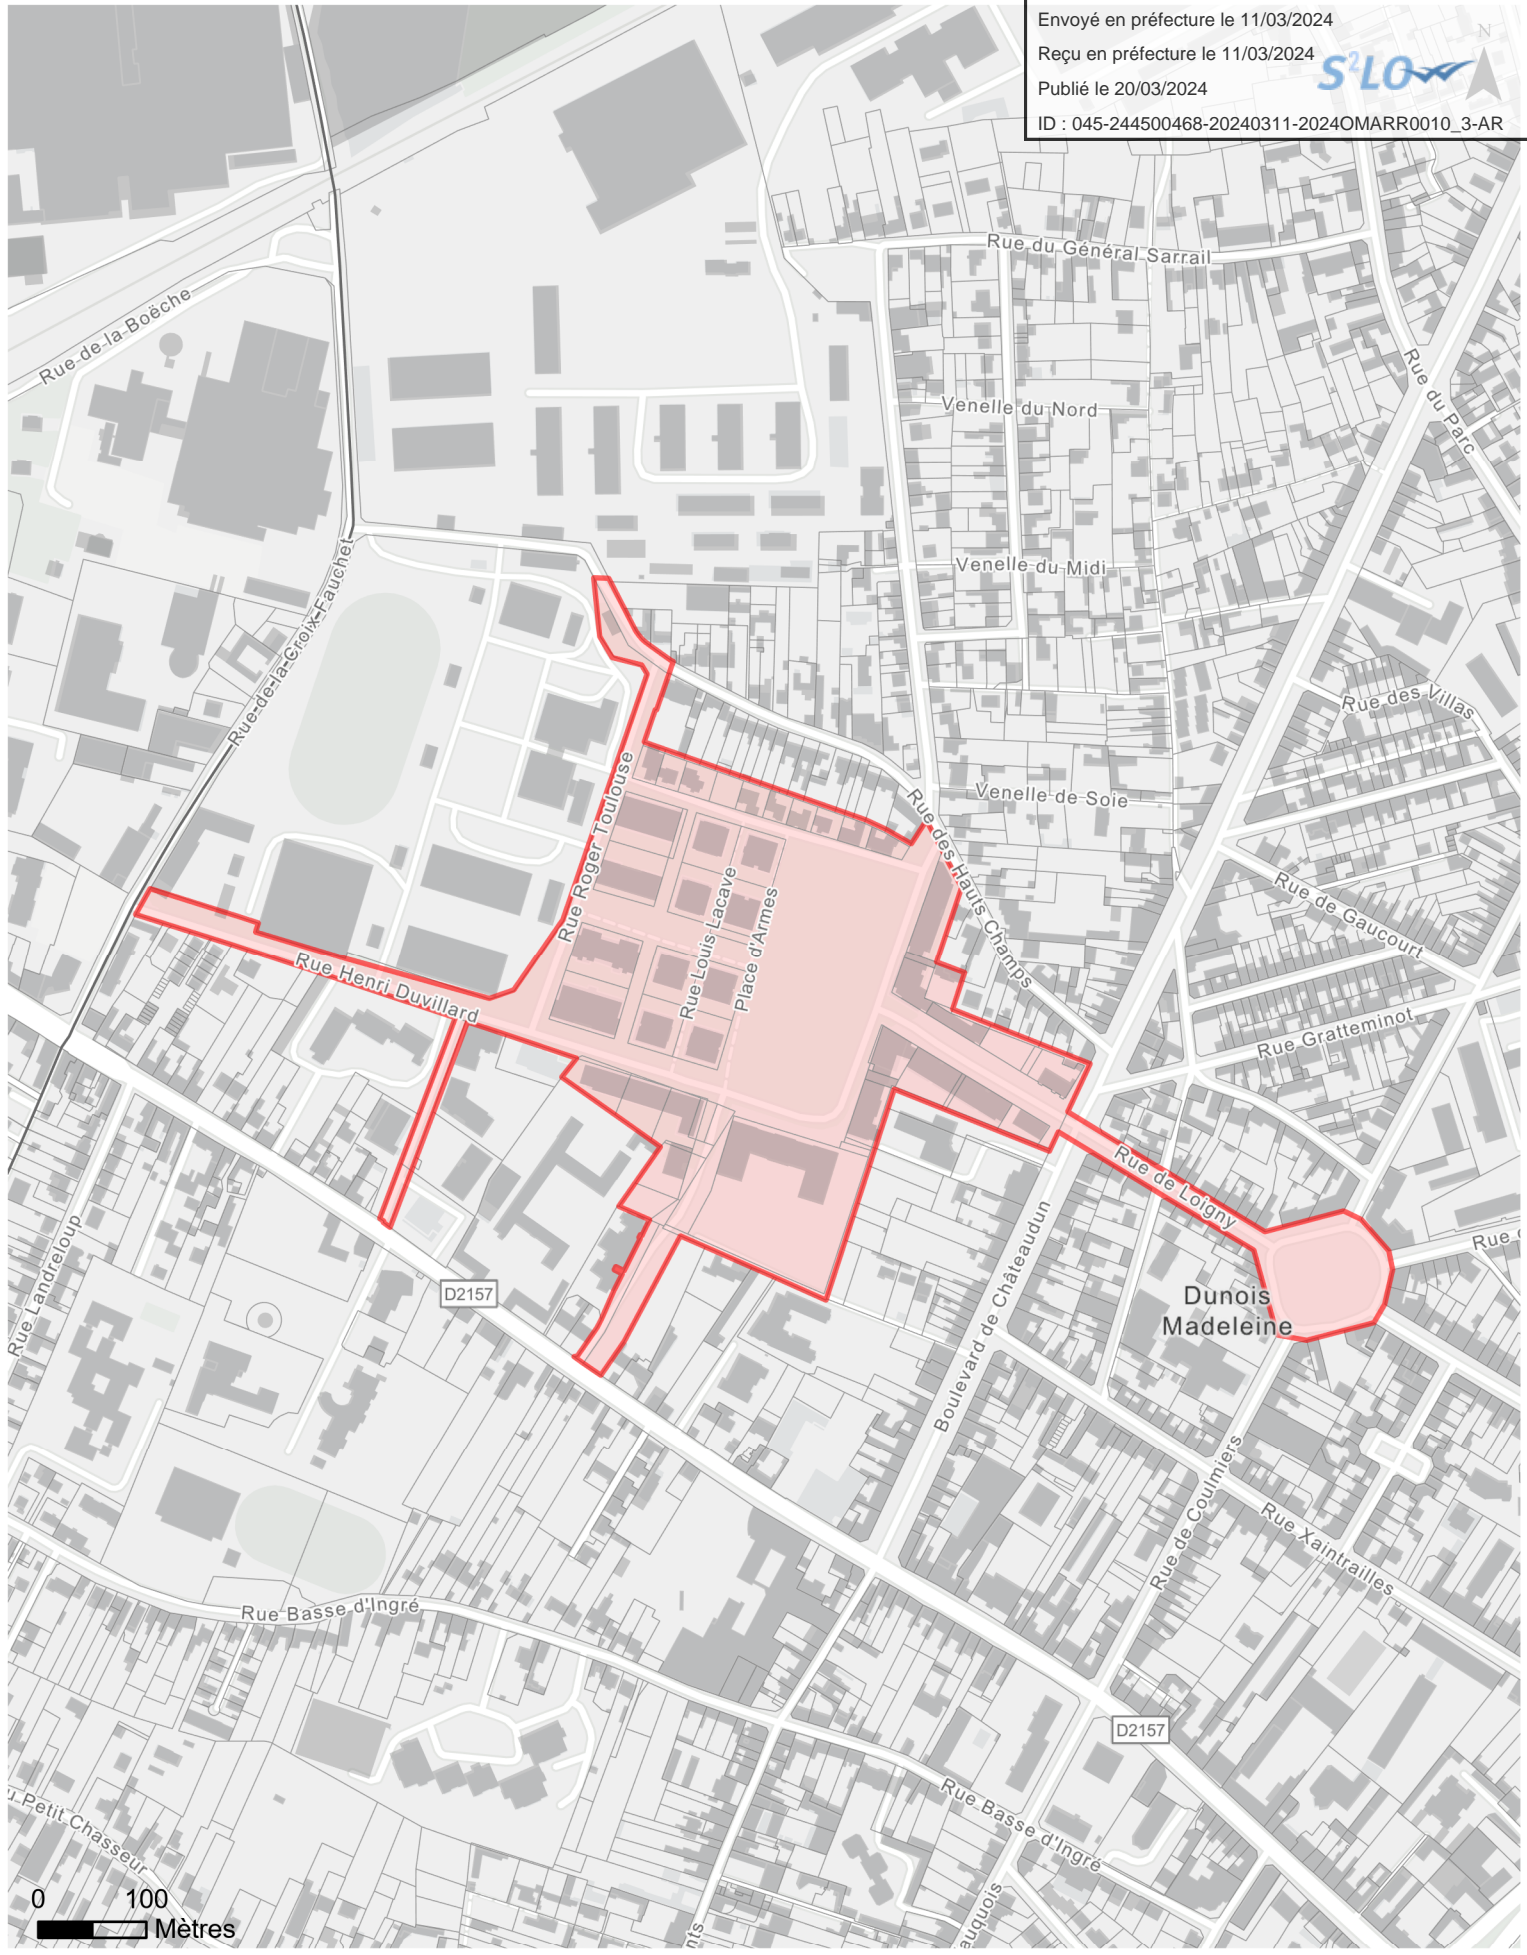 Envoyé en préfecture le 11/03/2024
Reçu en préfecture le 11/03/2024
Publié le 20/03/2024
ID : 045-244500468-20240311-2024OMARR0010_3-AR
S²LO
N
Rue du Général Sarrail
Rue de la Boëche
Rue du Parc
Venelle du Nord
Venelle du Midi
Rue de la Croix Fauchet
Rue des Villas
Venelle de Soie
Rue Roger Toulouse
Rue des Hauts Champs
Rue Louis Lacave
Place d'Armes
Rue de Gaucourt
Rue Henri Duvillard
Rue Gratteminot
Rue de Loigny
Rue Landreloup
Rue
D2157
Dunois
Madeleine
Boulevard de Châteaudun
Rue de Coulmiers
Rue Xaintrailles
Rue Basse d'Ingré
D2157
Rue Basse d'Ingré
u Petit Chasseur
auquois
nts
0 100
Mètres